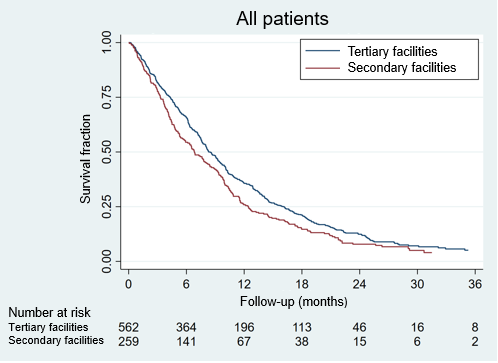 All patients
Tertiary facilities
Secondary facilities
Survival fraction
1.00
0.75
0.50
0.25
0.00
0 6 12 18 24 30 36
Follow-up (months)
Number at risk
Tertiary facilities 562 364 196 113 46 16 8
Secondary facilities 259 141 67 38 15 6 2